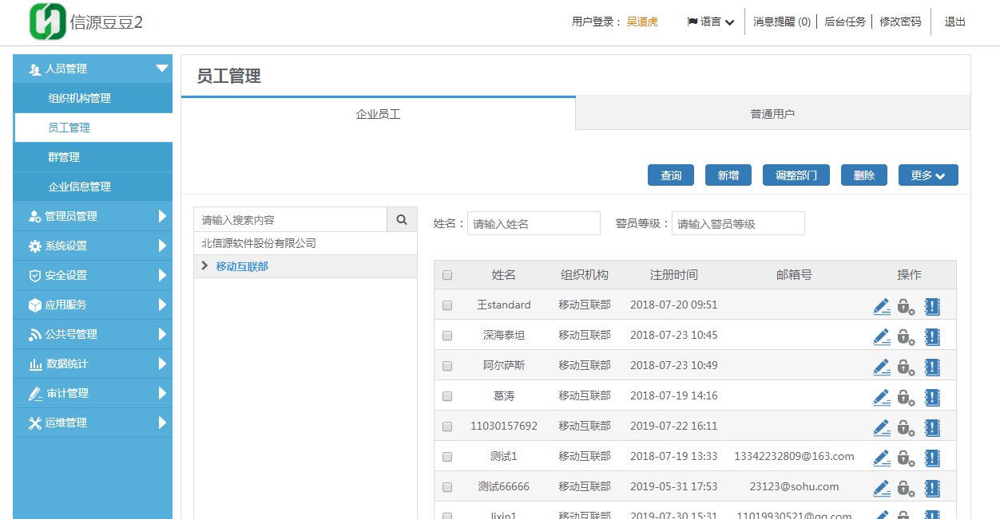 信源豆豆2
用户登录： 吴道虎 语言 消息提醒 (0) 后台任务 修改密码 退出
人员管理
组织机构管理
员工管理
群管理
企业信息管理
管理员管理
系统设置
安全设置
应用服务
公共号管理
数据统计
审计管理
运维管理
员工管理
企业员工 普通用户
查询 新增 调整部门 删除 更多
请输入搜索内容
北信源软件股份有限公司
移动互联部
姓名： 请输入姓名 警员等级： 请输入警员等级
姓名 组织机构 注册时间 邮箱号 操作
王standard 移动互联部 2018-07-20 09:51
深海泰坦 移动互联部 2018-07-23 10:45
阿尔萨斯 移动互联部 2018-07-23 10:49
葛涛 移动互联部 2018-07-19 14:16
11030157692 移动互联部 2019-07-22 16:11
测试1 移动互联部 2018-07-19 13:33 13342232809@163.com
测试66666 移动互联部 2019-05-31 17:53 23123@sohu.com
lixin1 移动互联部 2018-07-30 15:31 11019930521@qq.com